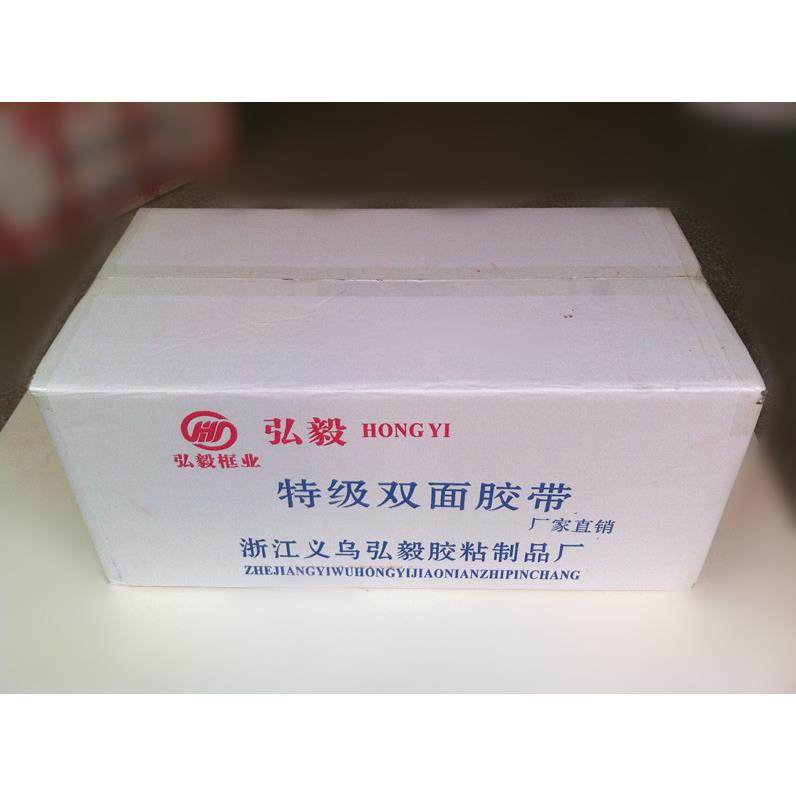 弘毅 HONG YI
弘毅框业
特级双面胶带
厂家直销
浙江义乌弘毅胶粘制品厂
ZHEJIANGYIWUHONGYIJIAONIANZHIPINCHANG